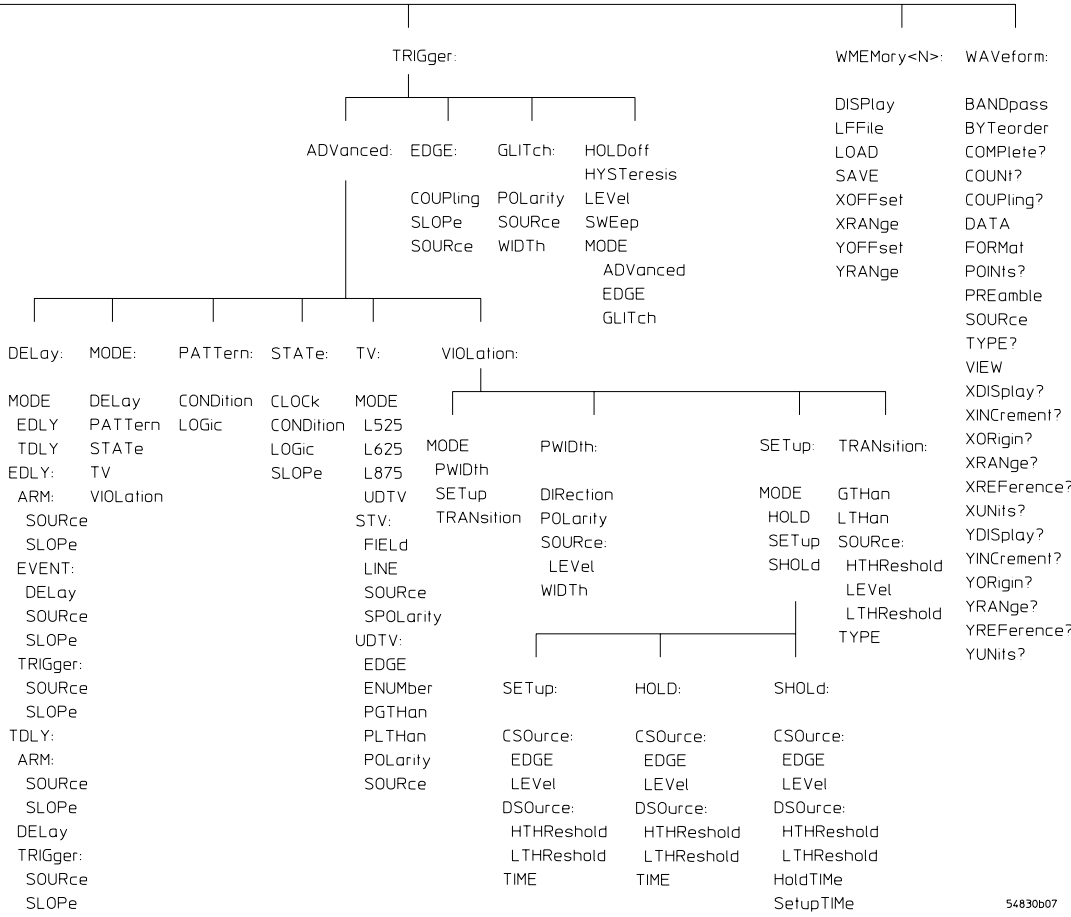 TRIGger:
WMEMory<N>:
WAVeform:
DISPlay
LFFile
LOAD
SAVE
XOFFset
XRANge
YOFFset
YRANge
BANDpass
BYTeorder
COMPlete?
COUNt?
COUPling?
DATA
FORMat
POINts?
PREamble
SOURce
TYPE?
VIEW
XDISplay?
XINCrement?
XORigin?
XRANge?
XREFerence?
XUNits?
YDISplay?
YINCrement?
YORigin?
YRANge?
YREFerence?
YUNits?
ADVanced:
EDGE:
COUPling
SLOPe
SOURce
GLITch:
POLarity
SOURce
WIDTh
HOLDoff
HYSTeresis
LEVel
SWEep
MODE
ADVanced
EDGE
GLITch
DELay:
MODE
EDLY
TDLY
EDLY:
ARM:
SOURce
SLOPe
EVENT:
DELay
SOURce
SLOPe
TRIGger:
SOURce
SLOPe
TDLY:
ARM:
SOURce
SLOPe
DELay
TRIGger:
SOURce
SLOPe
MODE:
DELay
PATTern
STATe
TV
VIOLation
PATTern:
CONDition
LOGic
STATe:
CLOCk
CONDition
LOGic
SLOPe
TV:
MODE
L525
L625
L875
UDTV
STV:
FIELd
LINE
SOURce
SPOLarity
UDTV:
EDGE
ENUMber
PGTHan
PLTHan
POLarity
SOURce
VIOLation:
MODE
PWIDth
SETup
TRANsition
PWIDth:
DIRection
POLarity
SOURce:
LEVel
WIDTh
SETup:
MODE
HOLD
SETup
SHOLd
TRANsition:
GTHan
LTHan
SOURce:
HTHReshold
LEVel
LTHReshold
TYPE
SETup:
CSOurce:
EDGE
LEVel
DSOurce:
HTHReshold
LTHReshold
TIME
HOLD:
CSOurce:
EDGE
LEVel
DSOurce:
HTHReshold
LTHReshold
TIME
SHOLd:
CSOurce:
EDGE
LEVel
DSOurce:
HTHReshold
LTHReshold
HoldTIMe
SetupTIMe
54830b07